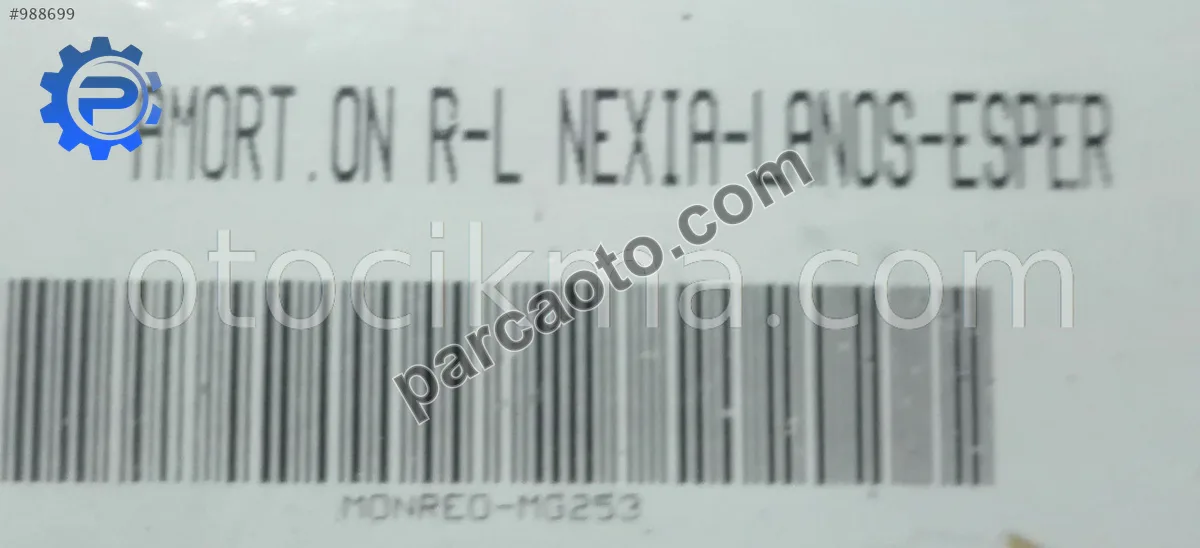 #988699
AMORT.ON R-L NEXIA-LANOS-ESPER
otocikma.com
parcaoto.com
MONREO-MG253